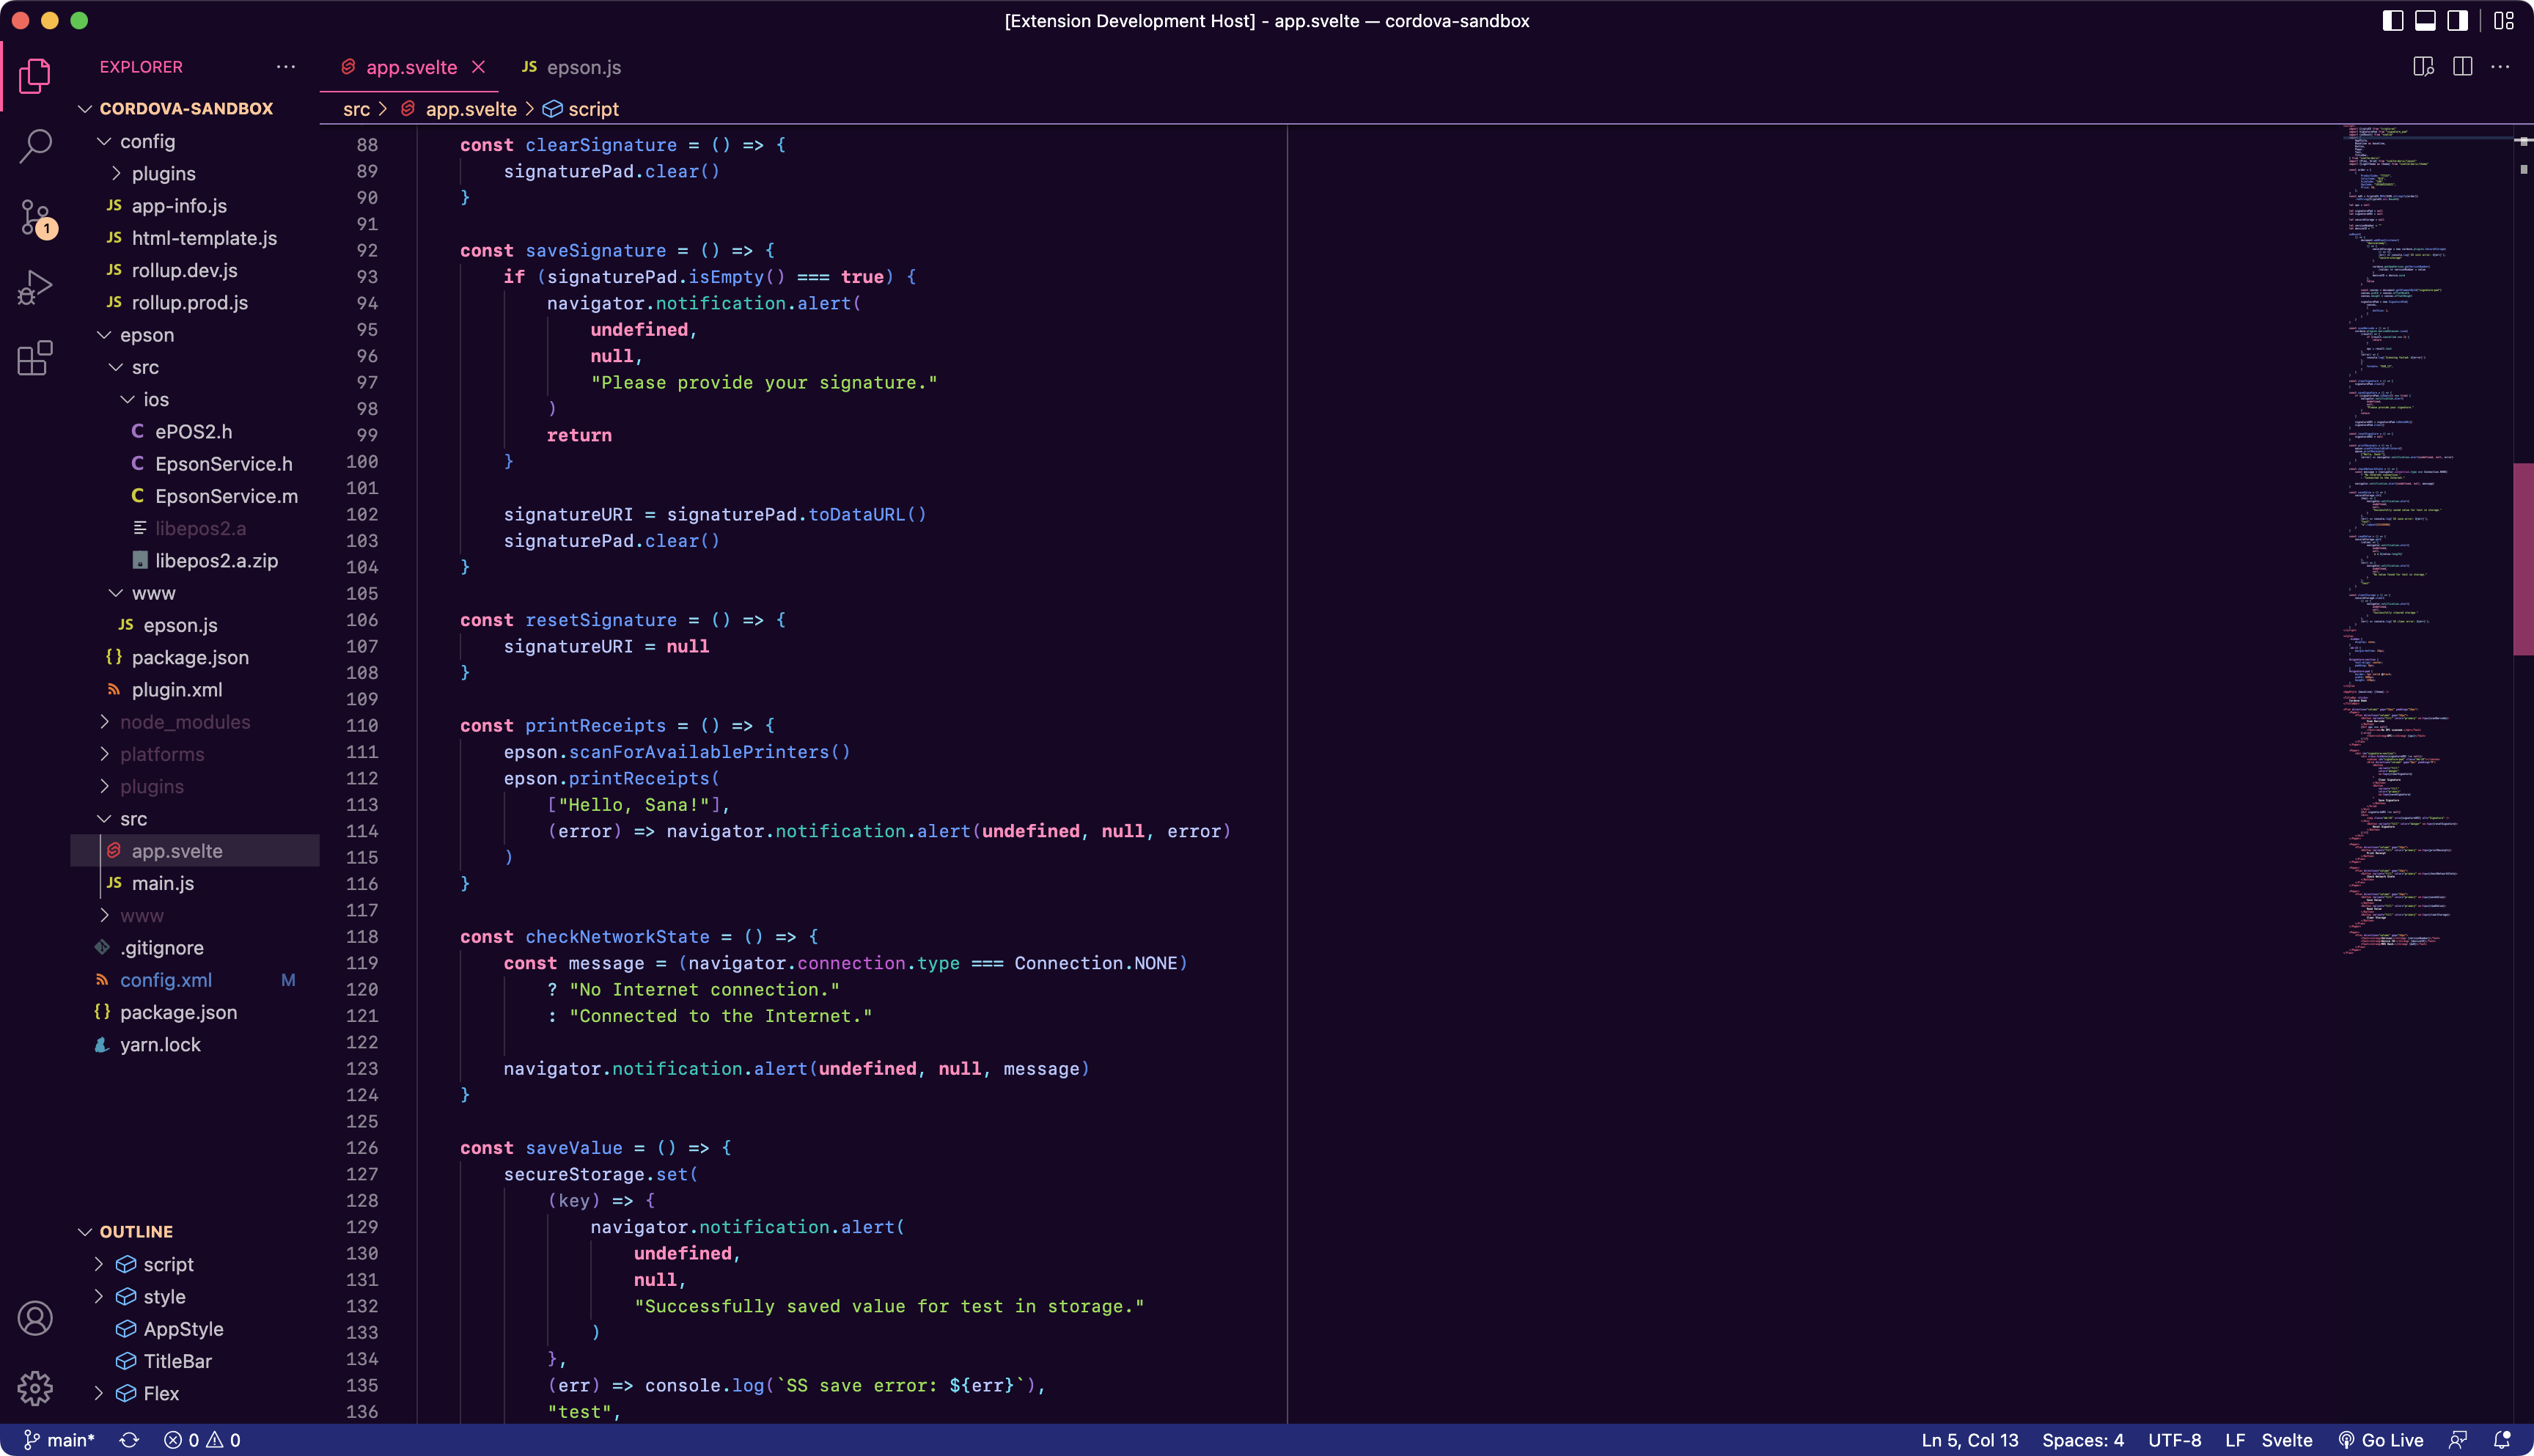 [Extension Development Host] - app.svelte — cordova-sandbox
EXPLORER
CORDOVA-SANDBOX
config
plugins
JS app-info.js
JS html-template.js
JS rollup.dev.js
JS rollup.prod.js
epson
src
ios
C ePOS2.h
C EpsonService.h
C EpsonService.m
libepos2.a
libepos2.a.zip
www
JS epson.js
{} package.json
plugin.xml
node_modules
platforms
plugins
src
app.svelte
JS main.js
www
.gitignore
config.xml M
{} package.json
yarn.lock
OUTLINE
script
style
AppStyle
TitleBar
Flex
1
app.svelte JS epson.js
src > app.svelte > script
88 const clearSignature = () => {
89 signaturePad.clear()
90 }
91
92 const saveSignature = () => {
93 if (signaturePad.isEmpty() === true) {
94 navigator.notification.alert(
95 undefined,
96 null,
97 "Please provide your signature."
98 )
99 return
100 }
101
102 signatureURI = signaturePad.toDataURL()
103 signaturePad.clear()
104 }
105
106 const resetSignature = () => {
107 signatureURI = null
108 }
109
110 const printReceipts = () => {
111 epson.scanForAvailablePrinters()
112 epson.printReceipts(
113 ["Hello, Sana!"],
114 (error) => navigator.notification.alert(undefined, null, error)
115 )
116 }
117
118 const checkNetworkState = () => {
119 const message = (navigator.connection.type === Connection.NONE)
120 ? "No Internet connection."
121 : "Connected to the Internet."
122
123 navigator.notification.alert(undefined, null, message)
124 }
125
126 const saveValue = () => {
127 secureStorage.set(
128 (key) => {
129 navigator.notification.alert(
130 undefined,
131 null,
132 "Successfully saved value for test in storage."
133 )
134 },
135 (err) => console.log(`SS save error: ${err}`),
136 "test",
main* 0 0 Ln 5, Col 13 Spaces: 4 UTF-8 LF Svelte Go Live